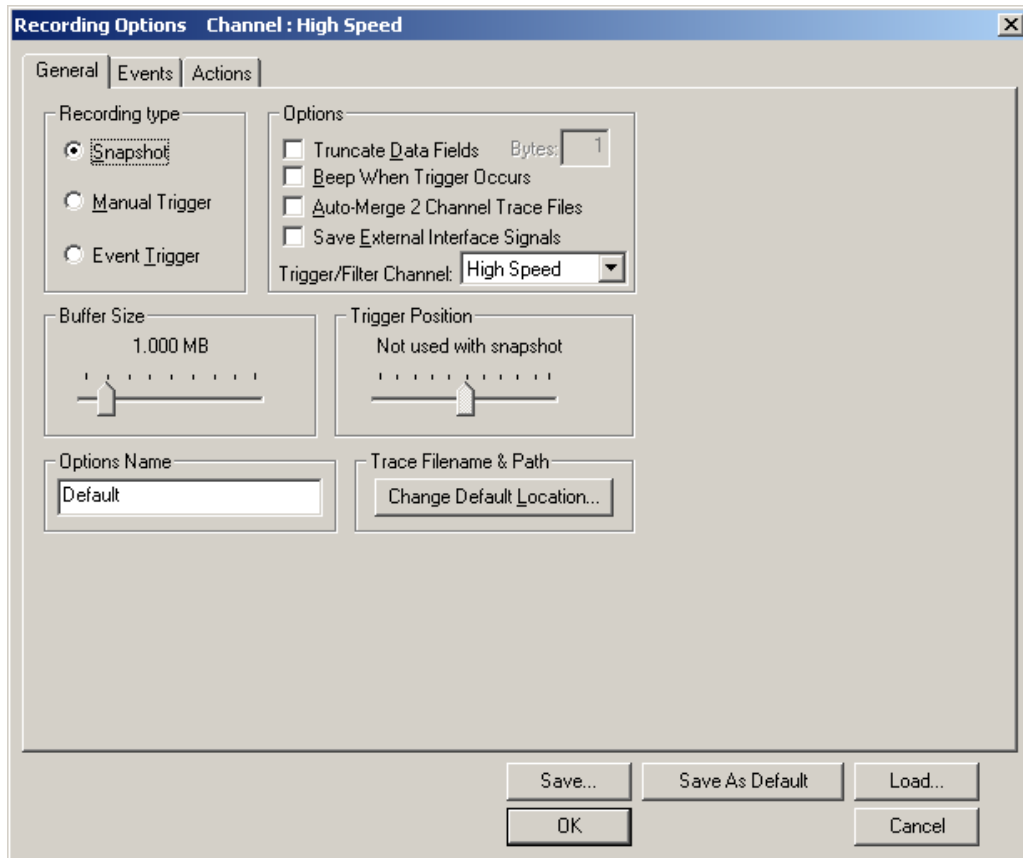 Recording Options Channel : High Speed
General Events Actions
Recording type
Snapshot
Manual Trigger
Event Trigger
Options
Truncate Data Fields Bytes: 1
Beep When Trigger Occurs
Auto-Merge 2 Channel Trace Files
Save External Interface Signals
Trigger/Filter Channel: High Speed
Buffer Size
1.000 MB
Trigger Position
Not used with snapshot
Options Name
Default
Trace Filename & Path
Change Default Location...
Save... Save As Default Load...
OK Cancel